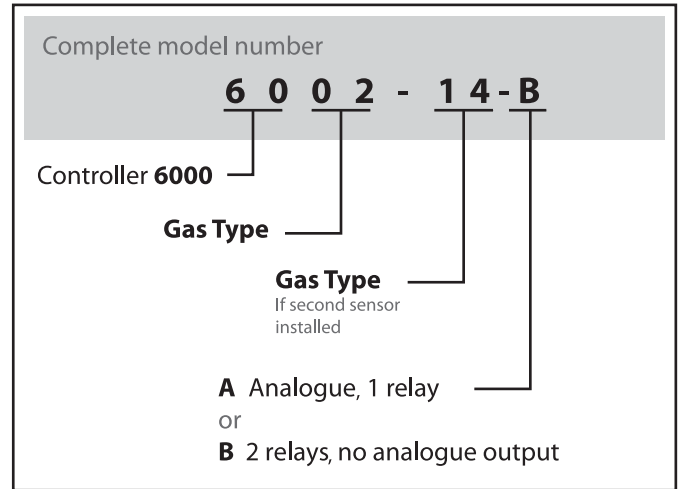 Complete model number
6 0 0 2 - 1 4 - B
Controller 6000
Gas Type
Gas Type
If second sensor
installed
A Analogue, 1 relay
or
B 2 relays, no analogue output